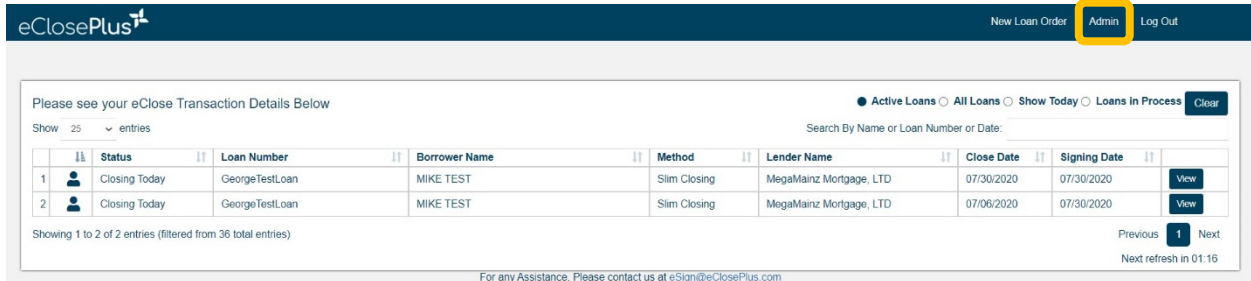 eClosePlus New Loan Order Admin Log Out
Please see your eClose Transaction Details Below Active Loans All Loans Show Today Loans in Process Clear
Show 25 entries Search By Name or Loan Number or Date:
Status Loan Number Borrower Name Method Lender Name Close Date Signing Date
1 Closing Today GeorgeTestLoan MIKE TEST Slim Closing MegaMainz Mortgage, LTD 07/30/2020 07/30/2020 View
2 Closing Today GeorgeTestLoan MIKE TEST Slim Closing MegaMainz Mortgage, LTD 07/06/2020 07/30/2020 View
Showing 1 to 2 of 2 entries (filtered from 36 total entries) Previous 1 Next
Next refresh in 01:16
For any Assistance, Please contact us at eSign@eClosePlus.com